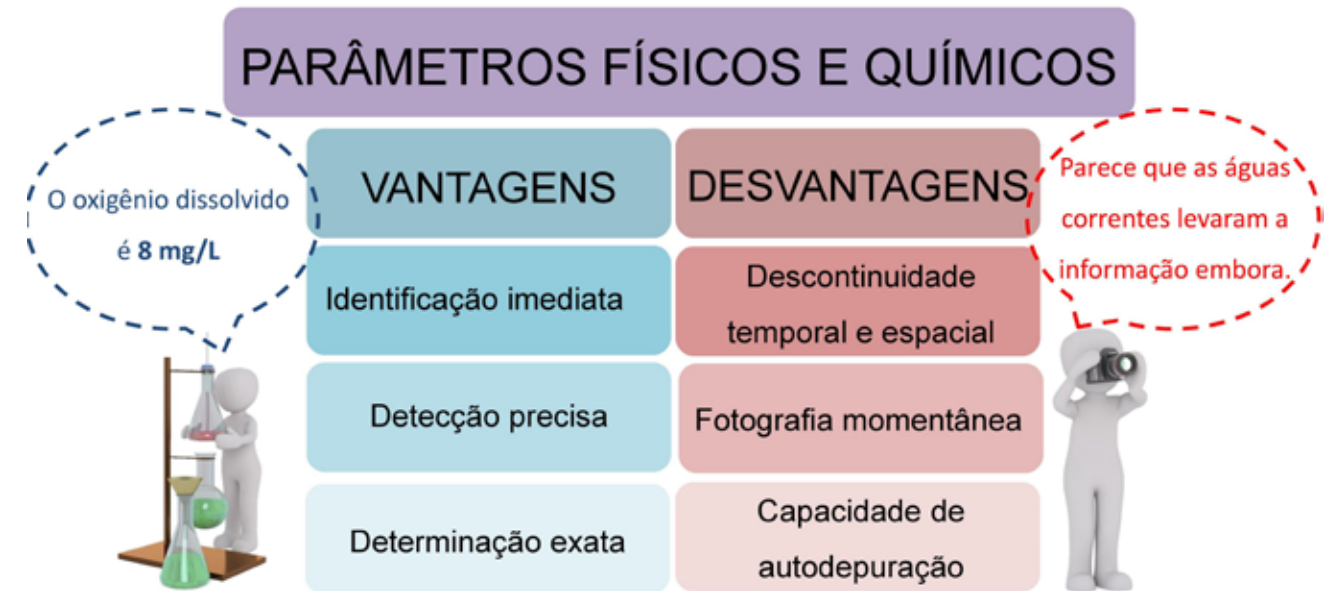 PARÂMETROS FÍSICOS E QUÍMICOS
O oxigênio dissolvido
é 8 mg/L
VANTAGENS
DESVANTAGENS
Parece que as águas
correntes levaram a
informação embora.
Identificação imediata
Descontinuidade
temporal e espacial
Detecção precisa
Fotografia momentânea
Determinação exata
Capacidade de
autodepuração